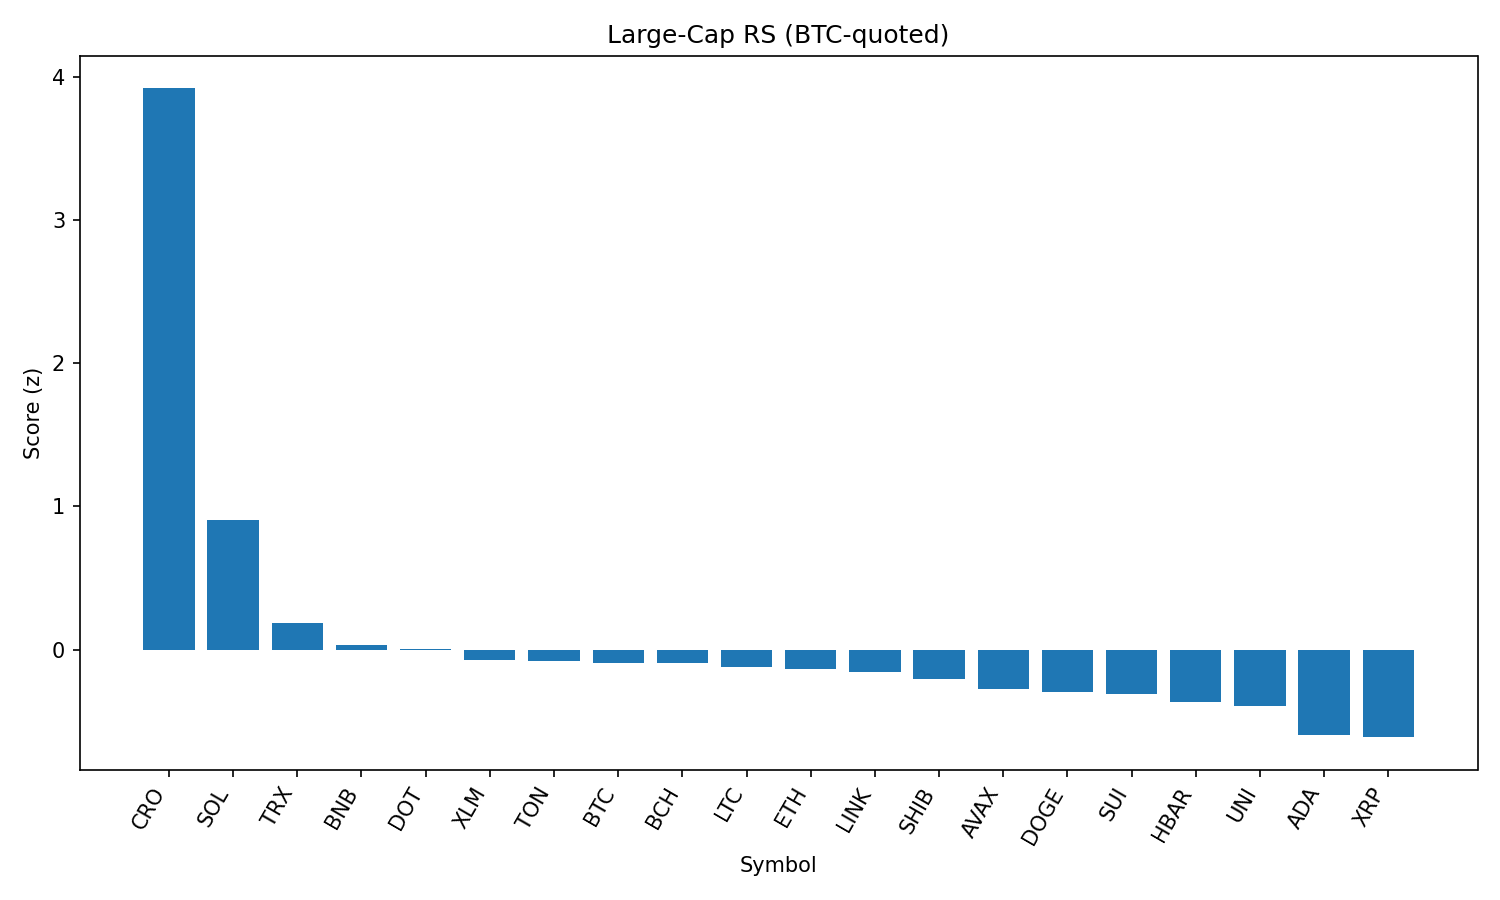 Large-Cap RS (BTC-quoted)
4
3
2
1
0
Score (z)
CRO
SOL
TRX
BNB
DOT
XLM
TON
BTC
BCH
LTC
ETH
LINK
SHIB
AVAX
DOGE
SUI
HBAR
UNI
ADA
XRP
Symbol